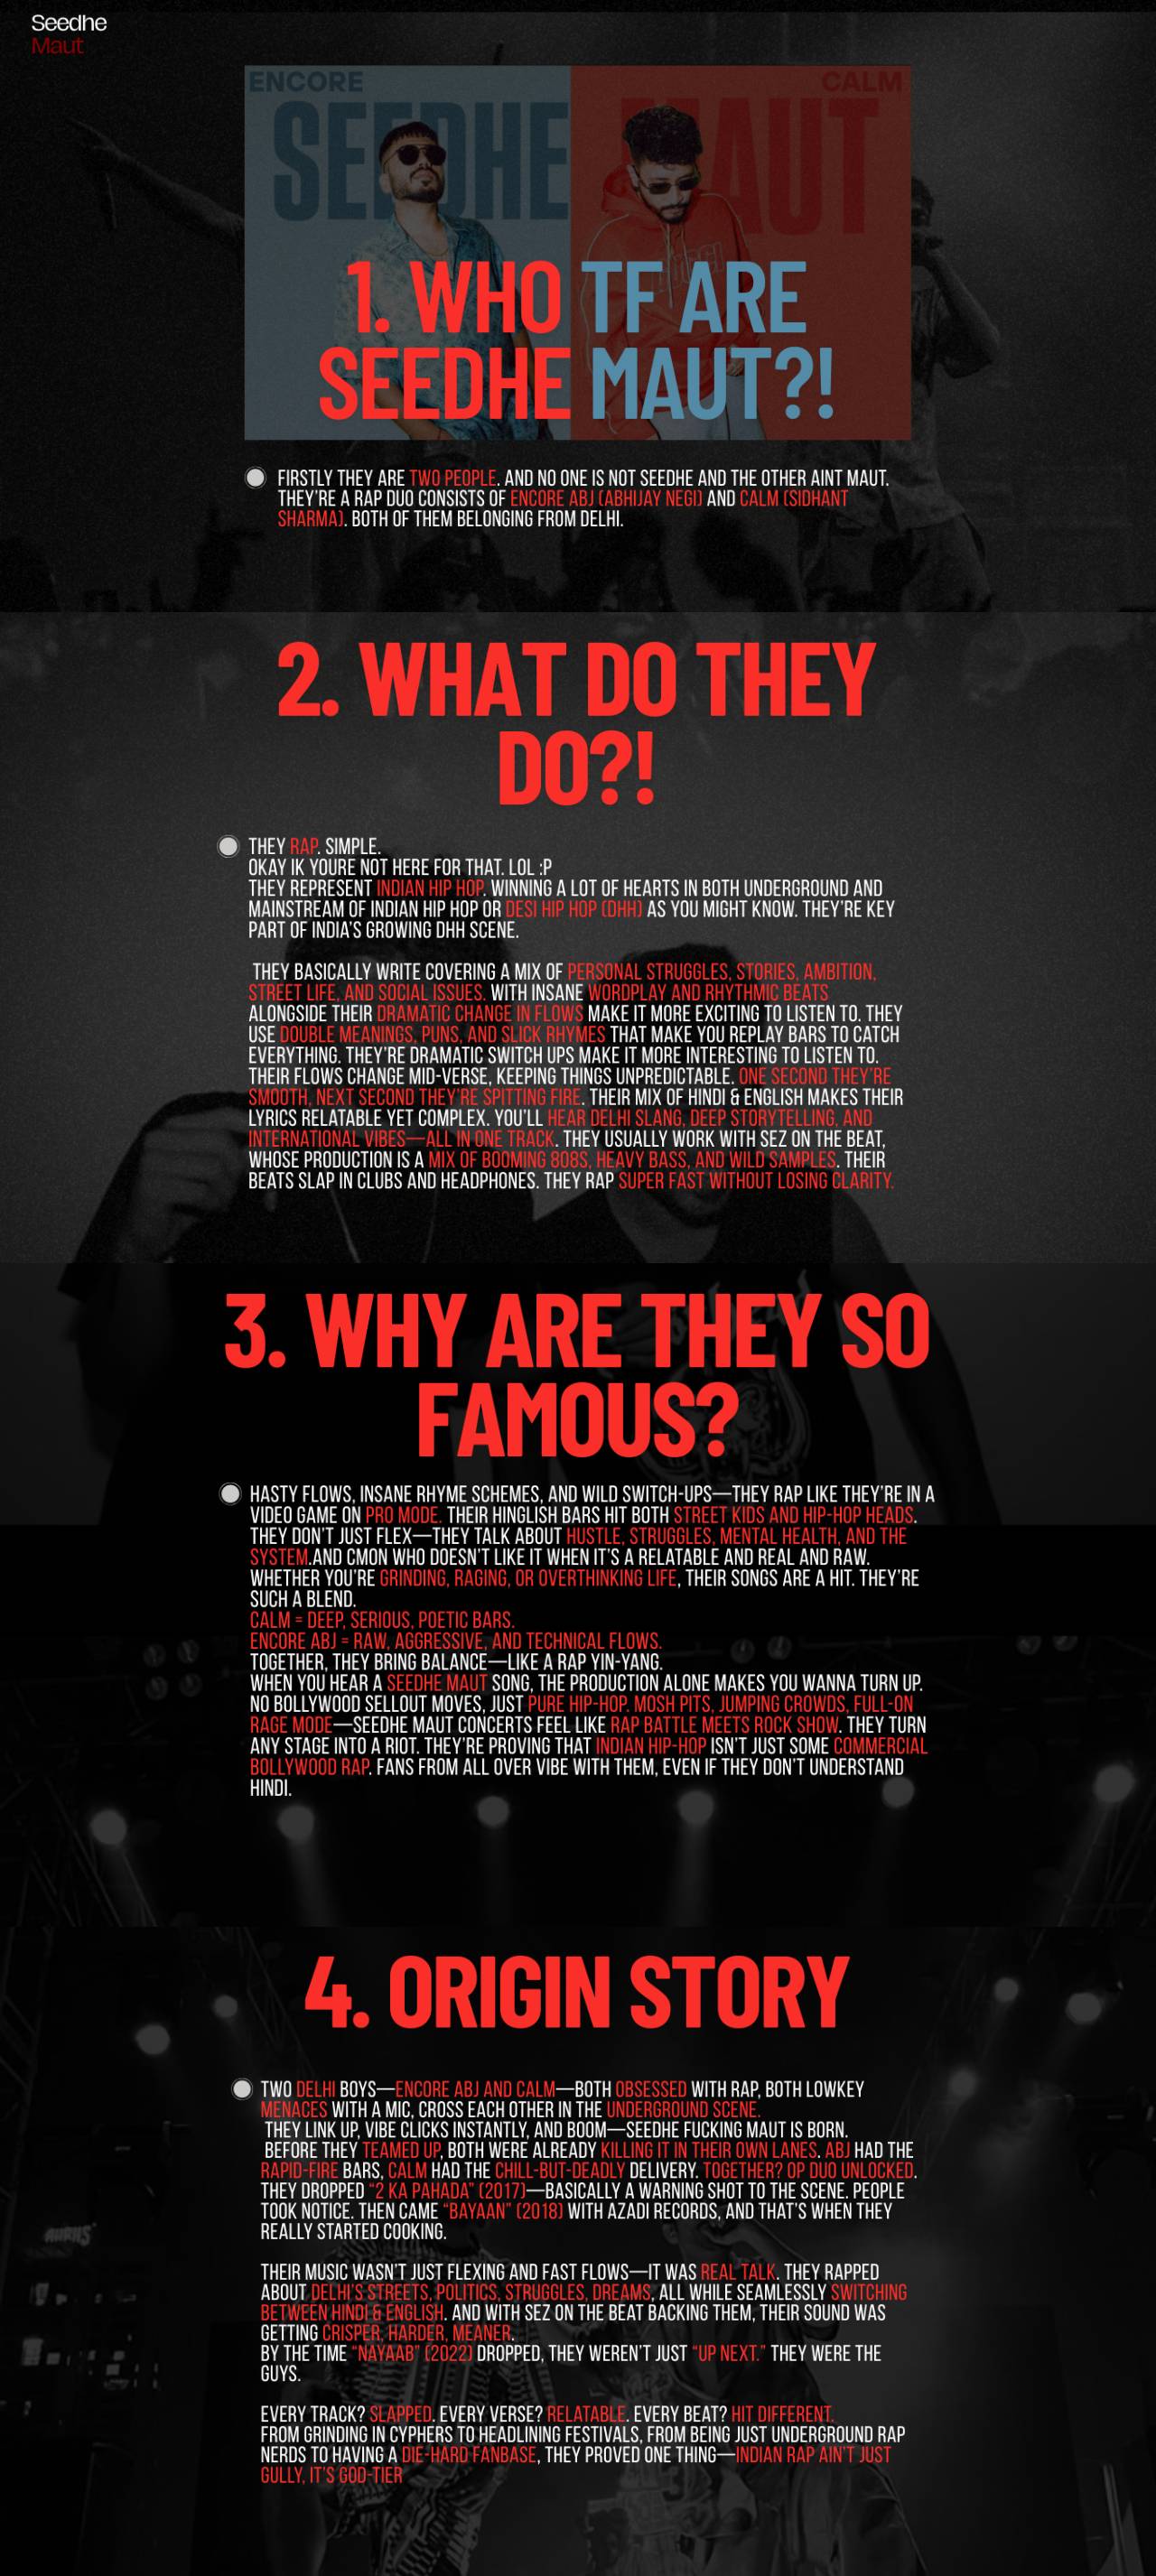 Seedhe
Maut
ENCORE
CALM
SEEDHE MAUT
1. WHO TF ARE
SEEDHE MAUT?!
FIRSTLY THEY ARE TWO PEOPLE. AND NO ONE IS NOT SEEDHE AND THE OTHER AINT MAUT.
THEY'RE A RAP DUO CONSISTS OF ENCORE ABJ (ABHIJAY NEGI) AND CALM (SIDHANT
SHARMA). BOTH OF THEM BELONGING FROM DELHI.
2. WHAT DO THEY
DO?!
THEY RAP. SIMPLE.
OKAY IK YOURE NOT HERE FOR THAT. LOL :P
THEY REPRESENT INDIAN HIP HOP. WINNING A LOT OF HEARTS IN BOTH UNDERGROUND AND
MAINSTREAM OF INDIAN HIP HOP OR DESI HIP HOP (DHH) AS YOU MIGHT KNOW. THEY'RE KEY
PART OF INDIA'S GROWING DHH SCENE.
THEY BASICALLY WRITE COVERING A MIX OF PERSONAL STRUGGLES, STORIES, AMBITION,
STREET LIFE, AND SOCIAL ISSUES. WITH INSANE WORDPLAY AND RHYTHMIC BEATS
ALONGSIDE THEIR DRAMATIC CHANGE IN FLOWS MAKE IT MORE EXCITING TO LISTEN TO. THEY
USE DOUBLE MEANINGS, PUNS, AND SLICK RHYMES THAT MAKE YOU REPLAY BARS TO CATCH
EVERYTHING. THEY'RE DRAMATIC SWITCH UPS MAKE IT MORE INTERESTING TO LISTEN TO.
THEIR FLOWS CHANGE MID-VERSE, KEEPING THINGS UNPREDICTABLE. ONE SECOND THEY'RE
SMOOTH, NEXT SECOND THEY'RE SPITTING FIRE. THEIR MIX OF HINDI & ENGLISH MAKES THEIR
LYRICS RELATABLE YET COMPLEX. YOU'LL HEAR DELHI SLANG, DEEP STORYTELLING, AND
INTERNATIONAL VIBES—ALL IN ONE TRACK. THEY USUALLY WORK WITH SEZ ON THE BEAT,
WHOSE PRODUCTION IS A MIX OF BOOMING 808S, HEAVY BASS, AND WILD SAMPLES. THEIR
BEATS SLAP IN CLUBS AND HEADPHONES. THEY RAP SUPER FAST WITHOUT LOSING CLARITY.
3. WHY ARE THEY SO
FAMOUS?
HASTY FLOWS, INSANE RHYME SCHEMES, AND WILD SWITCH-UPS—THEY RAP LIKE THEY'RE IN A
VIDEO GAME ON PRO MODE. THEIR HINGLISH BARS HIT BOTH STREET KIDS AND HIP-HOP HEADS.
THEY DON'T JUST FLEX—THEY TALK ABOUT HUSTLE, STRUGGLES, MENTAL HEALTH, AND THE
SYSTEM.AND CMON WHO DOESN'T LIKE IT WHEN IT'S A RELATABLE AND REAL AND RAW.
WHETHER YOU'RE GRINDING, RAGING, OR OVERTHINKING LIFE, THEIR SONGS ARE A HIT. THEY'RE
SUCH A BLEND.
CALM = DEEP, SERIOUS, POETIC BARS.
ENCORE ABJ = RAW, AGGRESSIVE, AND TECHNICAL FLOWS.
TOGETHER, THEY BRING BALANCE—LIKE A RAP YIN-YANG.
WHEN YOU HEAR A SEEDHE MAUT SONG, THE PRODUCTION ALONE MAKES YOU WANNA TURN UP.
NO BOLLYWOOD SELLOUT MOVES, JUST PURE HIP-HOP. MOSH PITS, JUMPING CROWDS, FULL-ON
RAGE MODE—SEEDHE MAUT CONCERTS FEEL LIKE RAP BATTLE MEETS ROCK SHOW. THEY TURN
ANY STAGE INTO A RIOT. THEY'RE PROVING THAT INDIAN HIP-HOP ISN'T JUST SOME COMMERCIAL
BOLLYWOOD RAP. FANS FROM ALL OVER VIBE WITH THEM, EVEN IF THEY DON'T UNDERSTAND
HINDI.
4. ORIGIN STORY
TWO DELHI BOYS—ENCORE ABJ AND CALM—BOTH OBSESSED WITH RAP, BOTH LOWKEY
MENACES WITH A MIC, CROSS EACH OTHER IN THE UNDERGROUND SCENE.
THEY LINK UP, VIBE CLICKS INSTANTLY, AND BOOM—SEEDHE FUCKING MAUT IS BORN.
BEFORE THEY TEAMED UP, BOTH WERE ALREADY KILLING IT IN THEIR OWN LANES. ABJ HAD THE
RAPID-FIRE BARS, CALM HAD THE CHILL-BUT-DEADLY DELIVERY. TOGETHER? OP DUO UNLOCKED.
THEY DROPPED "2 KA PAHADA" (2017)—BASICALLY A WARNING SHOT TO THE SCENE. PEOPLE
TOOK NOTICE. THEN CAME "BAYAAN" (2018) WITH AZADI RECORDS, AND THAT'S WHEN THEY
REALLY STARTED COOKING.
THEIR MUSIC WASN'T JUST FLEXING AND FAST FLOWS—IT WAS REAL TALK. THEY RAPPED
ABOUT DELHI'S STREETS, POLITICS, STRUGGLES, DREAMS, ALL WHILE SEAMLESSLY SWITCHING
BETWEEN HINDI & ENGLISH. AND WITH SEZ ON THE BEAT BACKING THEM, THEIR SOUND WAS
GETTING CRISPER, HARDER, MEANER.
BY THE TIME "NAYAAB" (2022) DROPPED, THEY WEREN'T JUST "UP NEXT." THEY WERE THE
GUYS.
EVERY TRACK? SLAPPED. EVERY VERSE? RELATABLE. EVERY BEAT? HIT DIFFERENT.
FROM GRINDING IN CYPHERS TO HEADLINING FESTIVALS, FROM BEING JUST UNDERGROUND RAP
NERDS TO HAVING A DIE-HARD FANBASE, THEY PROVED ONE THING—INDIAN RAP AIN'T JUST
GULLY, IT'S GOD-TIER